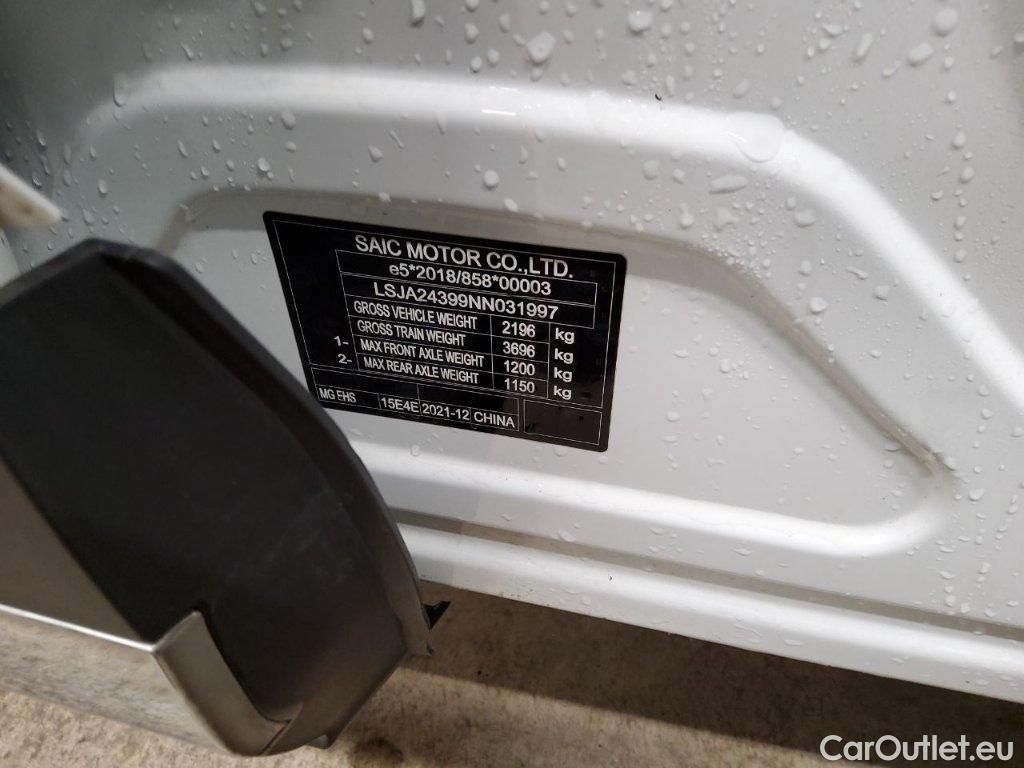 SAIC MOTOR CO.,LTD.
e5*2018/858*00003
LSJA24399NN031997
GROSS VEHICLE WEIGHT 2196 kg
GROSS TRAIN WEIGHT 3696 kg
1- MAX FRONT AXLE WEIGHT 1200 kg
2- MAX REAR AXLE WEIGHT 1150 kg
MG EHS 15E4E 2021-12 CHINA
CarOutlet.eu